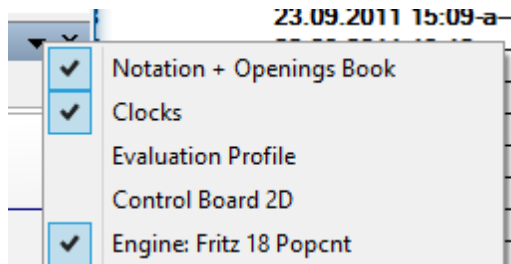 23.09.2011 15:09-a-
Notation + Openings Book
Clocks
Evaluation Profile
Control Board 2D
Engine: Fritz 18 Popcnt